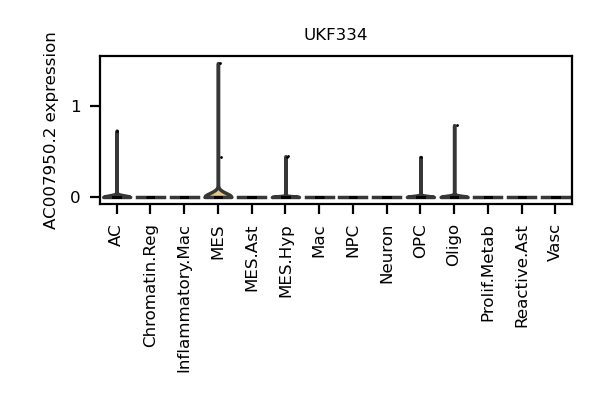 UKF334
AC007950.2 expression
1
0
AC
Chromatin.Reg
Inflammatory.Mac
MES
MES.Ast
MES.Hyp
Mac
NPC
Neuron
OPC
Oligo
Prolif.Metab
Reactive.Ast
Vasc